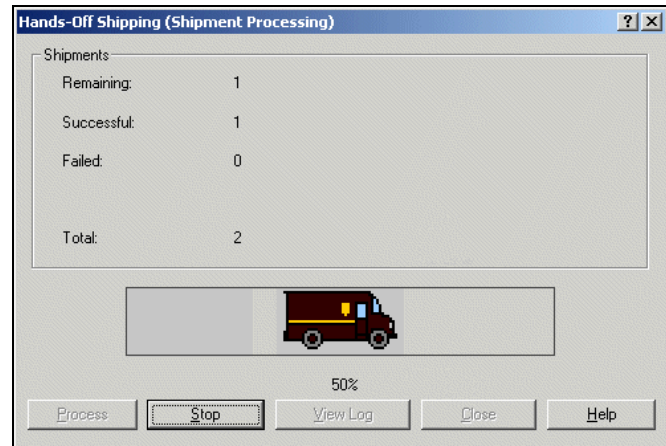 Hands-Off Shipping (Shipment Processing)
Shipments
Remaining: 1
Successful: 1
Failed: 0
Total: 2
50%
Process Stop View Log Close Help